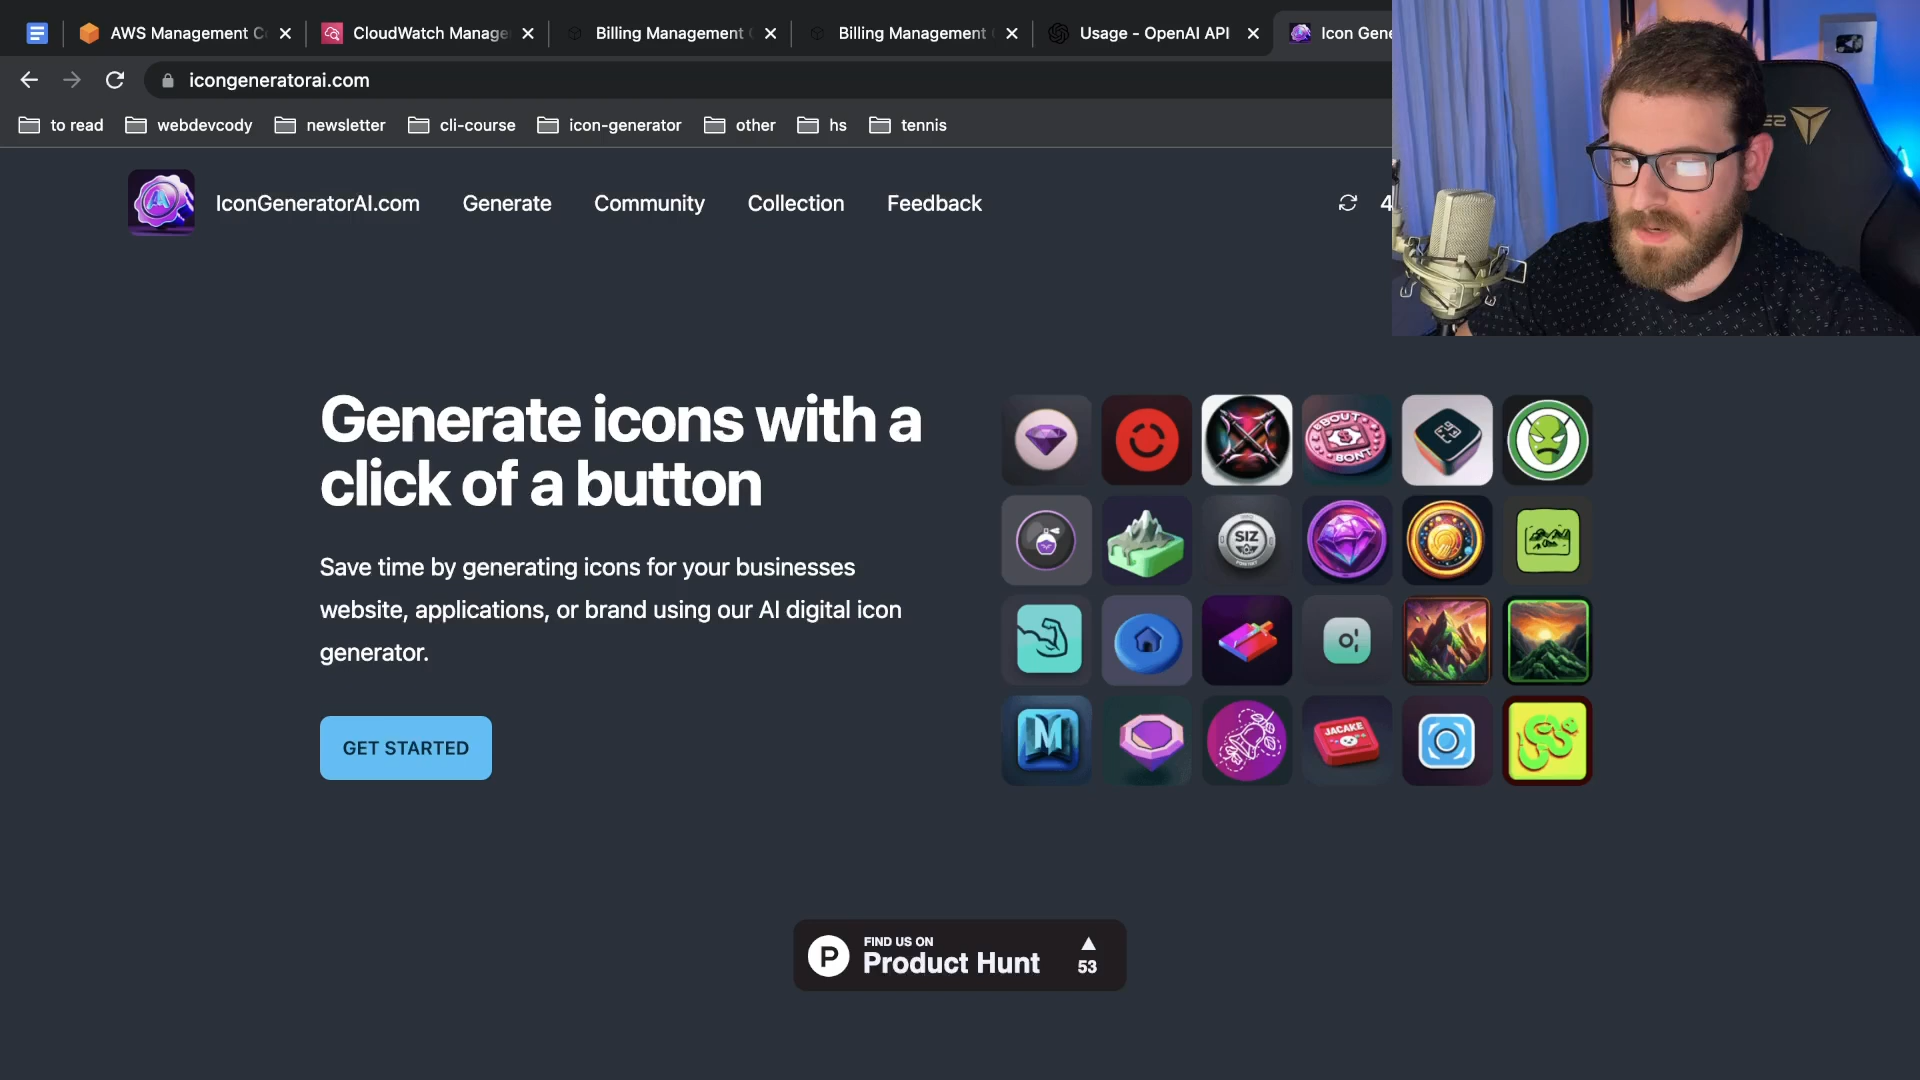 AWS Management C
CloudWatch Manage
Billing Management
Billing Management
Usage - OpenAI API
Icon Gene
icongeneratorai.com
to read
webdevcody
newsletter
cli-course
icon-generator
other
hs
tennis
IconGeneratorAI.com
Generate
Community
Collection
Feedback
4
Generate icons with a
click of a button
Save time by generating icons for your businesses
website, applications, or brand using our AI digital icon
generator.
GET STARTED
SIZ
M
JACAKE
P
FIND US ON
Product Hunt
53